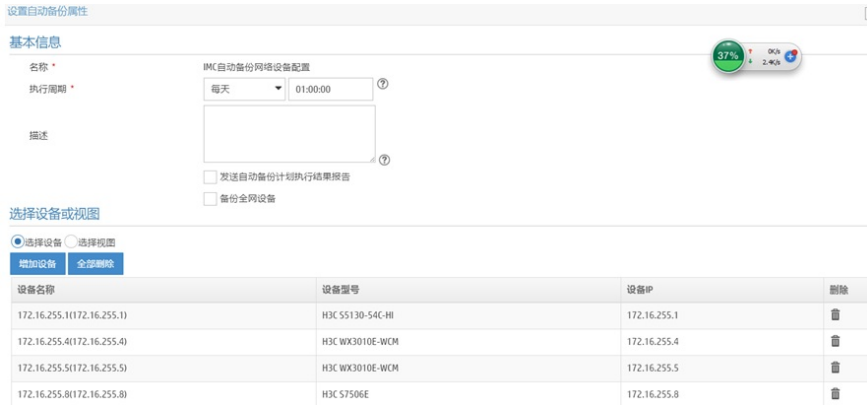 设置自动备份属性
基本信息
名称 * IMC自动备份网络设备配置
执行周期 * 每天 01:00:00
描述
发送自动备份计划执行结果报告
备份全网设备
37% 0K/s
2.4K/s
选择设备或视图
选择设备 选择视图
增加设备 全部删除
设备名称 设备型号 设备IP 删除
172.16.255.1(172.16.255.1) H3C S5130-54C-HI 172.16.255.1
172.16.255.4(172.16.255.4) H3C WX3010E-WCM 172.16.255.4
172.16.255.5(172.16.255.5) H3C WX3010E-WCM 172.16.255.5
172.16.255.8(172.16.255.8) H3C S7506E 172.16.255.8